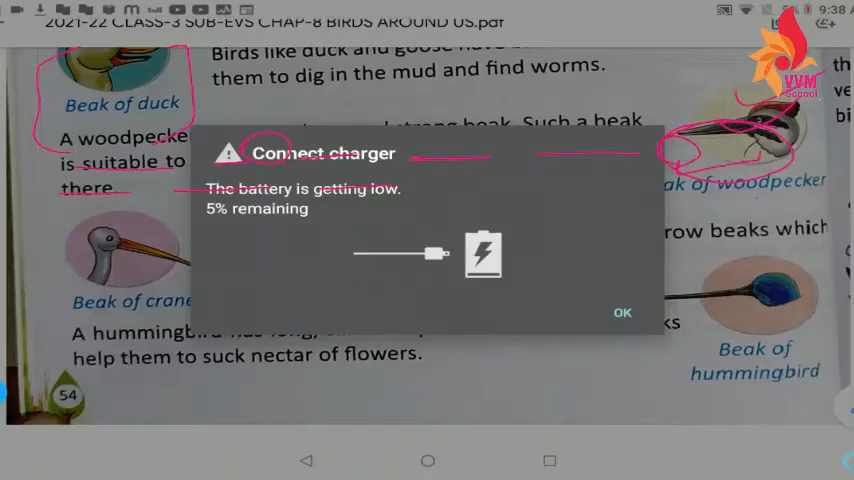 9:38
2021-22 CLASS-3 SUB-EVS CHAP-8 BIRDS AROUND US.pdf
Birds like duck and goose have
them to dig in the mud and find worms.
VVM
School
Beak of duck
A woodpecke
strong beak. Such a beak
is suitable to
there.
Connect charger
The battery is getting low.
5% remaining
OK
ak of woodpecker
row beaks which
Beak of crane
A hummingbird has long,
ks
help them to suck nectar of flowers.
Beak of
hummingbird
54